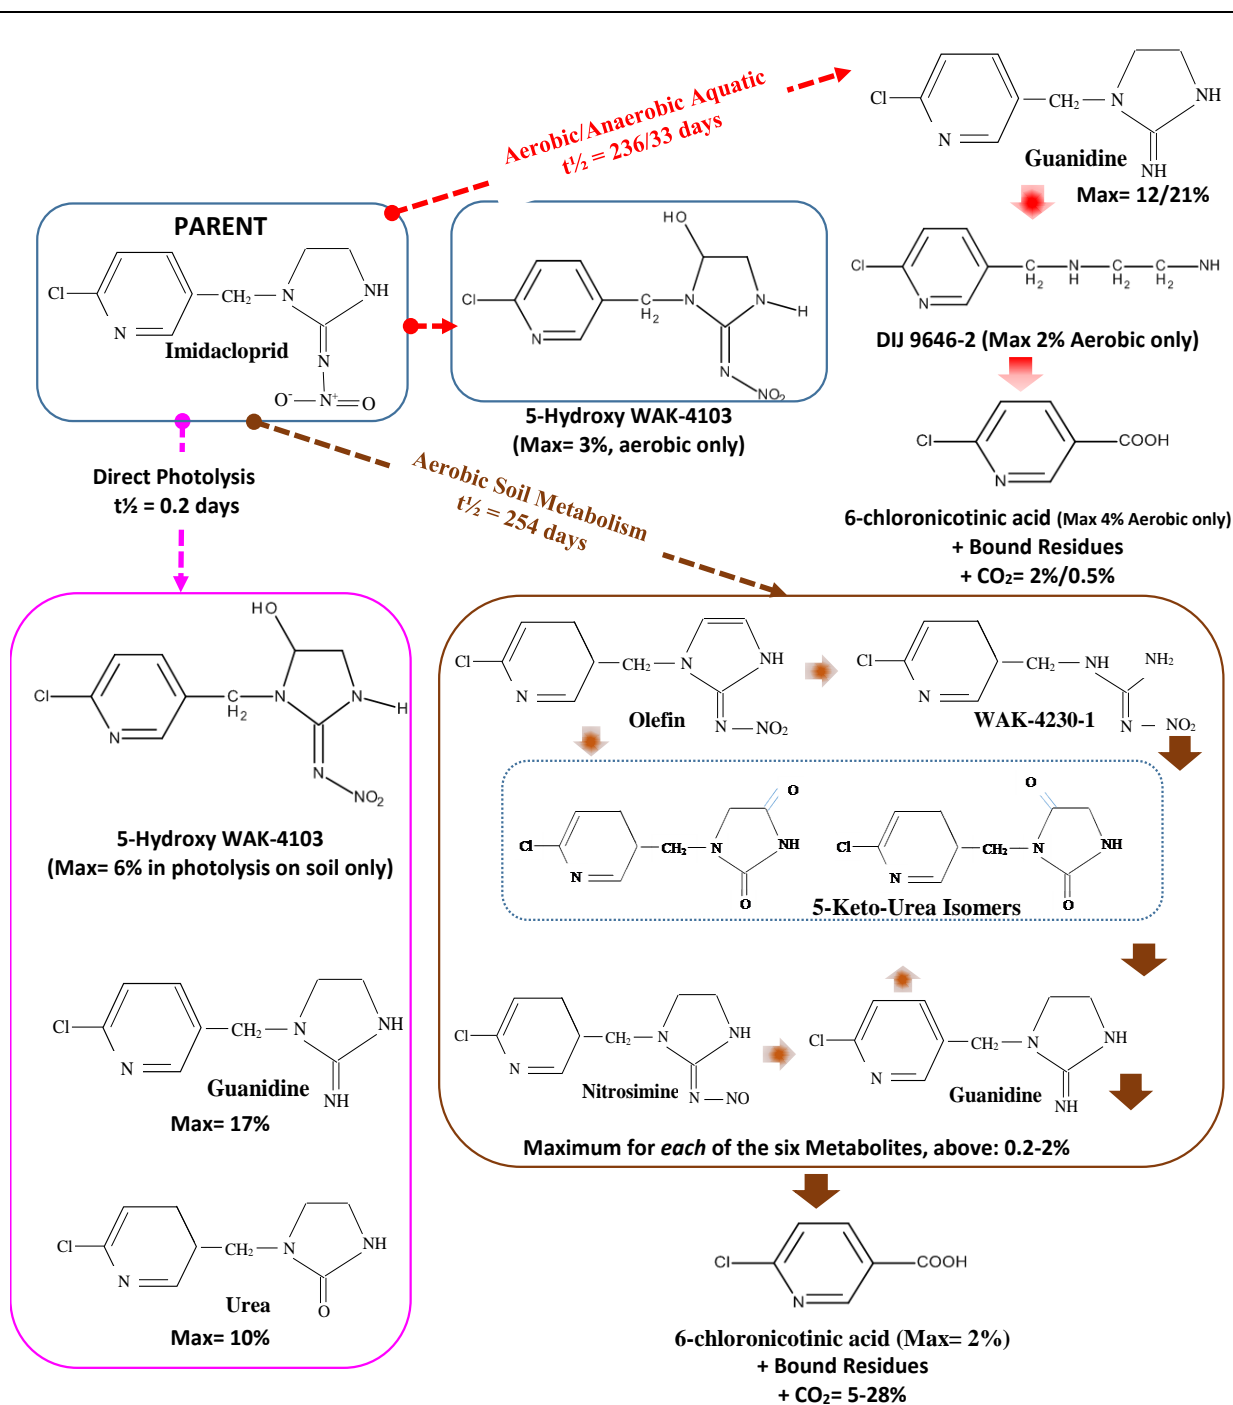 Aerobic/Anaerobic Aquatic
t½ = 236/33 days
Cl
N
CH₂
N
NH
NH
Guanidine
Max= 12/21%
PARENT
Cl
N
CH₂
N
NH
N
O⁻
N⁺
O
Imidacloprid
HO
Cl
N
C
H₂
N
N
H
N
NO₂
5-Hydroxy WAK-4103
(Max= 3%, aerobic only)
Cl
N
C
H₂
N
H
C
H₂
C
H₂
NH
DIJ 9646-2 (Max 2% Aerobic only)
Cl
N
COOH
6-chloronicotinic acid (Max 4% Aerobic only)
+ Bound Residues
+ CO₂= 2%/0.5%
Direct Photolysis
t½ = 0.2 days
Aerobic Soil Metabolism
t½ = 254 days
HO
Cl
N
C
H₂
N
N
H
N
NO₂
5-Hydroxy WAK-4103
(Max= 6% in photolysis on soil only)
Cl
N
CH₂
N
NH
NH
Guanidine
Max= 17%
Cl
N
CH₂
N
NH
O
Urea
Max= 10%
Cl
N
CH₂
N
NH
N
NO₂
Olefin
Cl
N
CH₂
NH
NH₂
N
NO₂
WAK-4230-1
O
Cl
N
CH₂
N
NH
O
O
Cl
N
CH₂
N
NH
O
5-Keto-Urea Isomers
Cl
N
CH₂
N
NH
N
NO
Nitrosimine
Cl
N
CH₂
N
NH
NH
Guanidine
Maximum for each of the six Metabolites, above: 0.2-2%
Cl
N
COOH
6-chloronicotinic acid (Max= 2%)
+ Bound Residues
+ CO₂= 5-28%